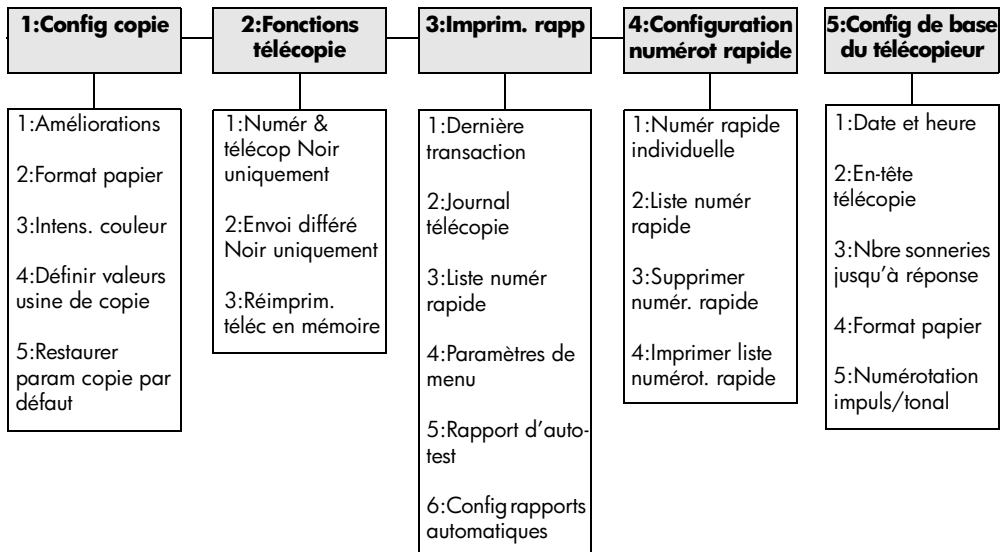 1:Config copie
1:Améliorations
2:Format papier
3:Intens. couleur
4:Définir valeurs
usine de copie
5:Restaurer
param copie par
défaut
2:Fonctions
télécopie
1:Numér &
télécop Noir
uniquement
2:Envoi différé
Noir uniquement
3:Réimprim.
téléc en mémoire
3:Imprim. rapp
1:Dernière
transaction
2:Journal
télécopie
3:Liste numér
rapide
4:Paramètres de
menu
5:Rapport d’auto-
test
6:Config rapports
automatiques
4:Configuration
numérot rapide
1:Numér rapide
individuelle
2:Liste numér
rapide
3:Supprimer
numér. rapide
4:Imprimer liste
numérot. rapide
5:Config de base
du télécopieur
1:Date et heure
2:En-tête
télécopie
3:Nbre sonneries
jusqu’à réponse
4:Format papier
5:Numérotation
impuls/tonal